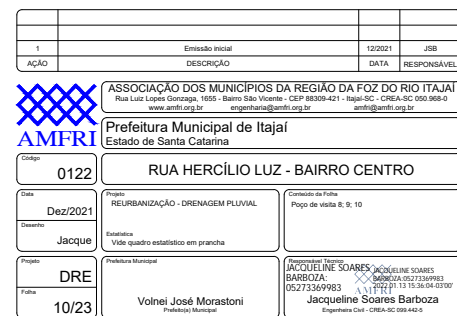 1 Emissão inicial 12/2021 JSB
AÇÃO DESCRIÇÃO DATA RESPONSÁVEL
AMFRI
ASSOCIAÇÃO DOS MUNICÍPIOS DA REGIÃO DA FOZ DO RIO ITAJAÍ
Rua Luiz Lopes Gonzaga, 1655 - Bairro São Vicente - CEP 88309-421 - Itajaí-SC - CREA-SC 050.968-0
www.amfri.org.br engenharia@amfri.org.br amfri@amfri.org.br
Prefeitura Municipal de Itajaí
Estado de Santa Catarina
Código
0122
RUA HERCÍLIO LUZ - BAIRRO CENTRO
Data
Dez/2021
Desenho
Jacque
Projeto
REURBANIZAÇÃO - DRENAGEM PLUVIAL
Estatística
Vide quadro estatístico em prancha
Conteúdo da Folha
Poço de visita 8; 9; 10
Projeto
DRE
Folha
10/23
Prefeitura Municipal
Volnei José Morastoni
Prefeito(a) Municipal
Responsável Técnico
JACQUELINE SOARES
BARBOZA:
05273369983
JACQUELINE SOARES
BARBOZA:05273369983
2022.01.13 15:36:04-03'00'
AMFRI
Jacqueline Soares Barboza
Engenheira Civil - CREA-SC 099.442-5